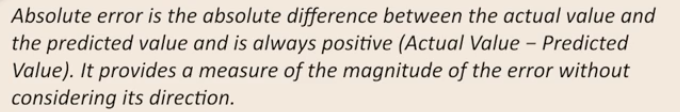 Absolute error is the absolute difference between the actual value and
the predicted value and is always positive (Actual Value – Predicted
Value). It provides a measure of the magnitude of the error without
considering its direction.